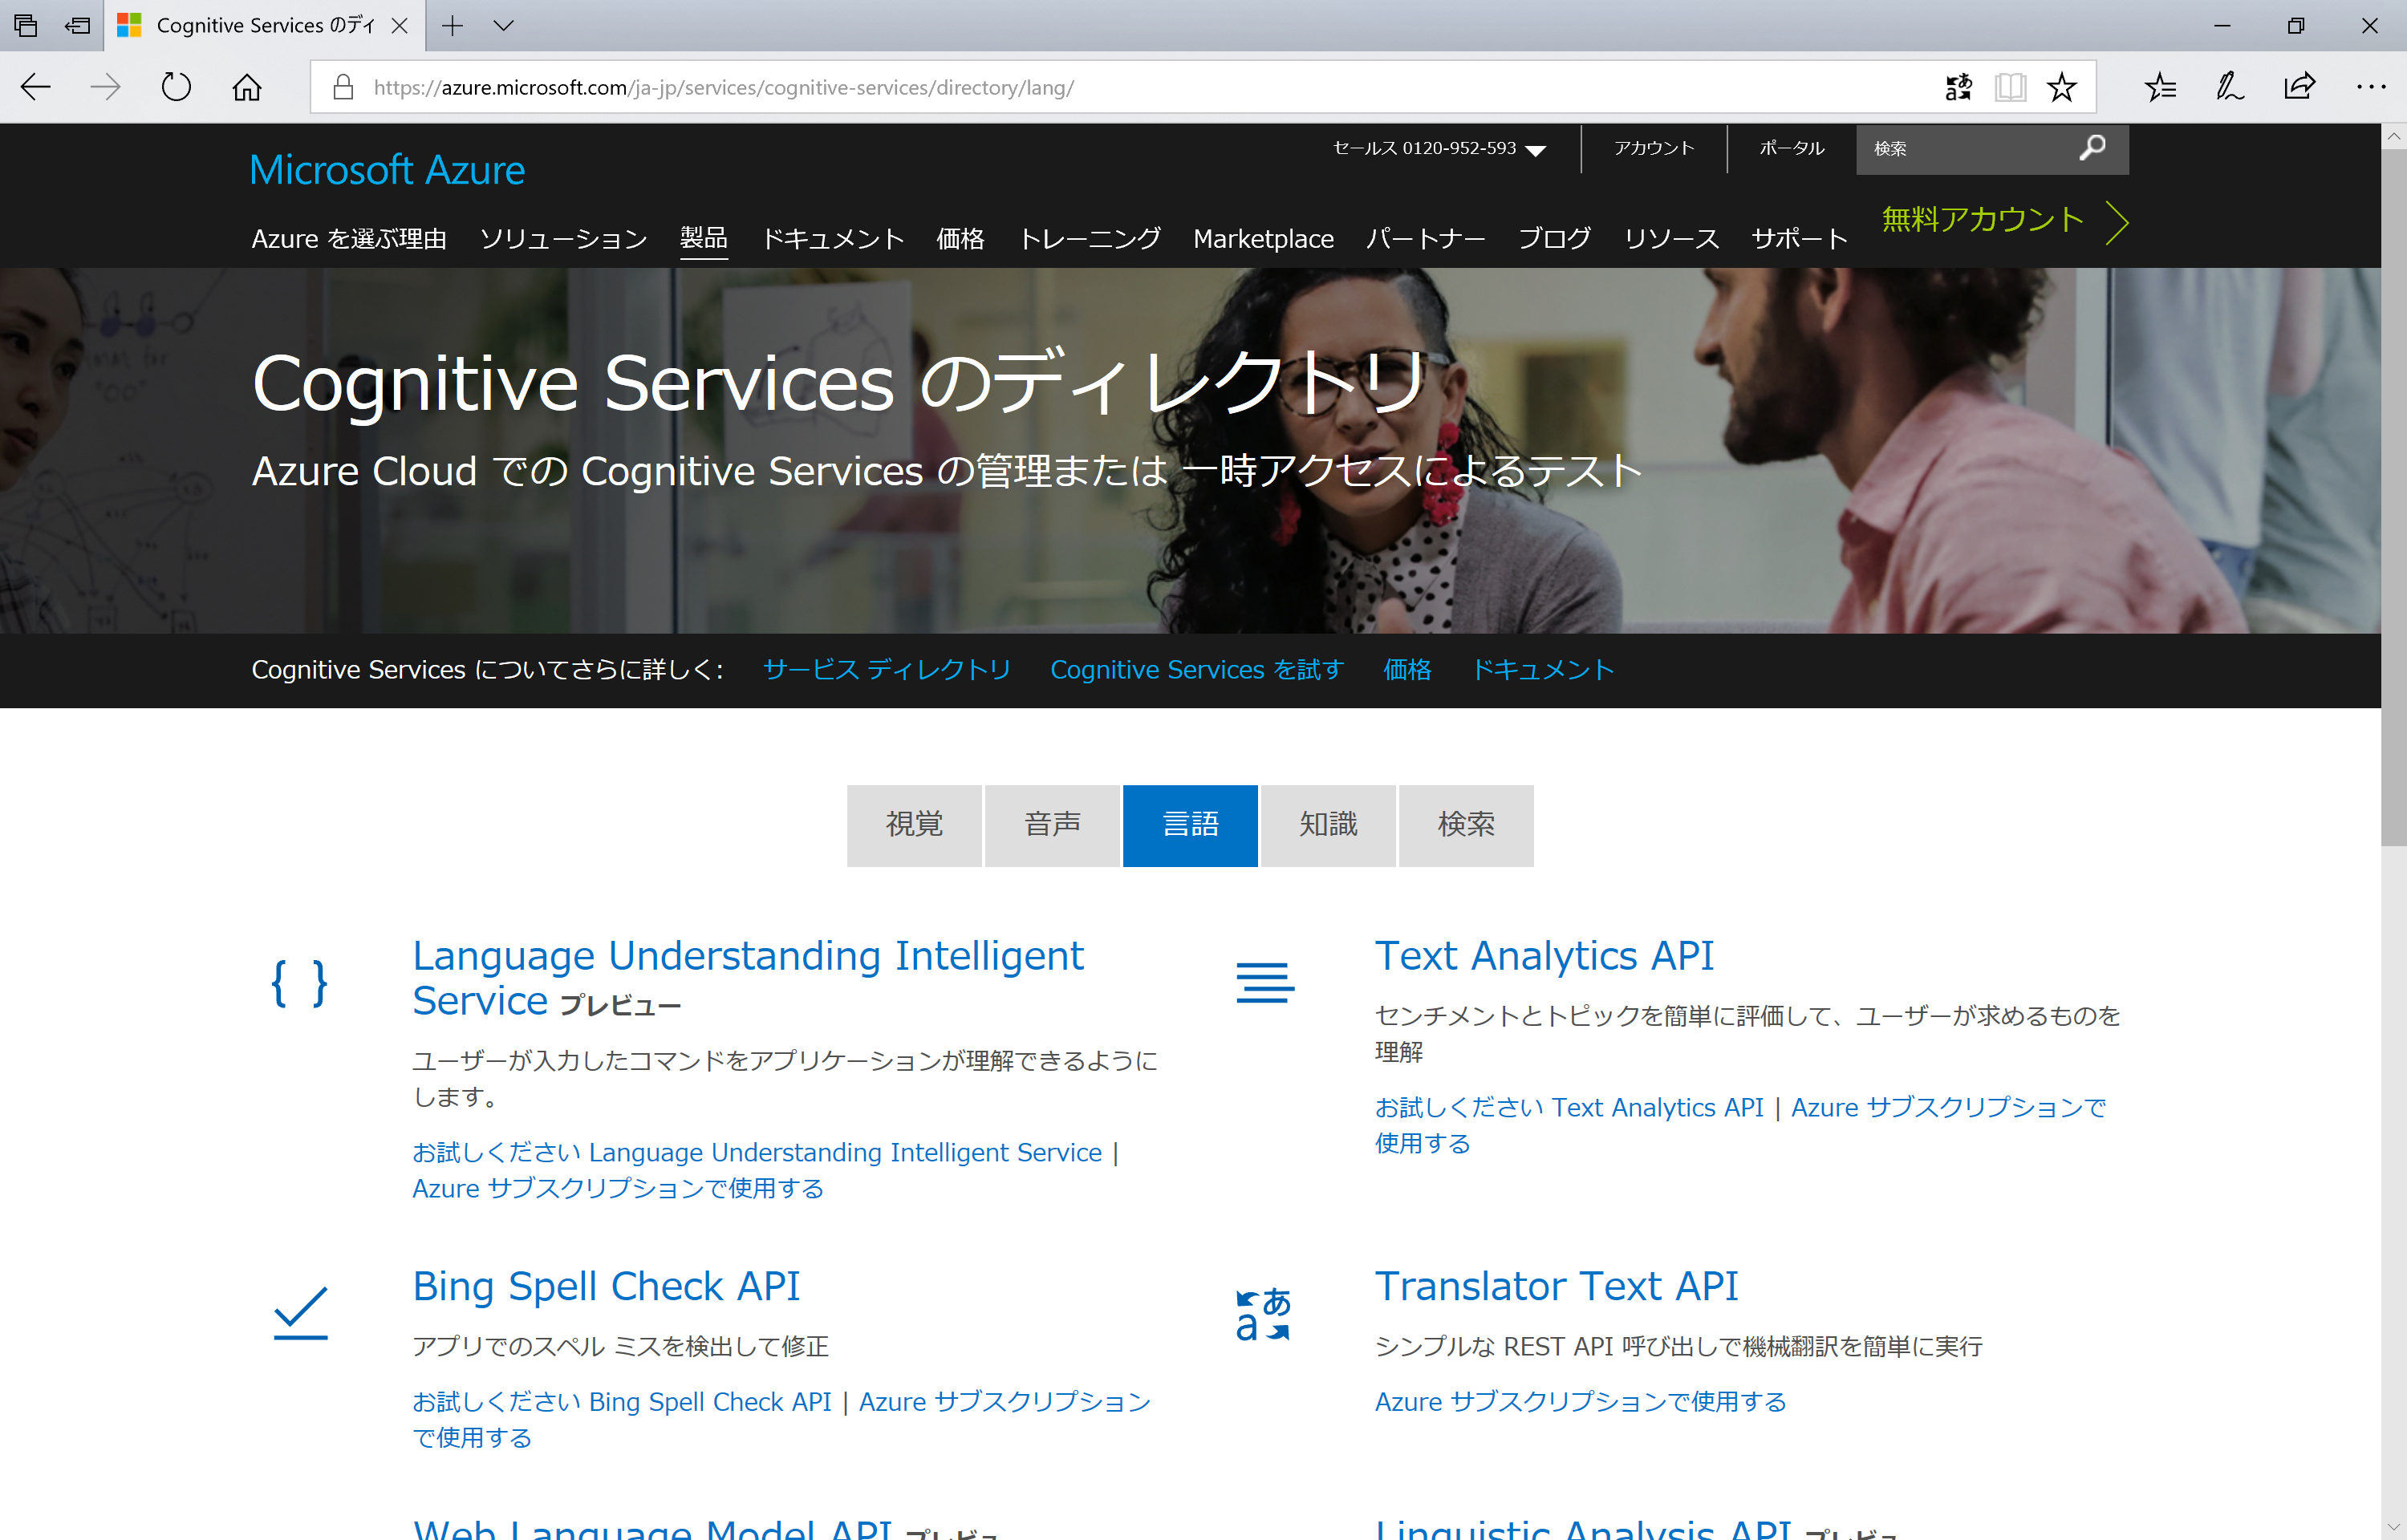 Cognitive Services のディ
https://azure.microsoft.com/ja-jp/services/cognitive-services/directory/lang/
セールス 0120-952-593
アカウント
ポータル
検索
Microsoft Azure
無料アカウント
Azure を選ぶ理由
ソリューション
製品
ドキュメント
価格
トレーニング
Marketplace
パートナー
ブログ
リソース
サポート
Cognitive Services のディレクトリ
Azure Cloud での Cognitive Services の管理または 一時アクセスによるテスト
Cognitive Services についてさらに詳しく:
サービス ディレクトリ
Cognitive Services を試す
価格
ドキュメント
視覚
音声
言語
知識
検索
Language Understanding Intelligent
Service プレビュー
ユーザーが入力したコマンドをアプリケーションが理解できるように
します。
お試しください Language Understanding Intelligent Service |
Azure サブスクリプションで使用する
Text Analytics API
センチメントとトピックを簡単に評価して、ユーザーが求めるものを
理解
お試しください Text Analytics API | Azure サブスクリプションで
使用する
Bing Spell Check API
アプリでのスペル ミスを検出して修正
お試しください Bing Spell Check API | Azure サブスクリプション
で使用する
Translator Text API
シンプルな REST API 呼び出しで機械翻訳を簡単に実行
Azure サブスクリプションで使用する
Web Language Model API プレビュー
Linguistic Analysis API プレビュー